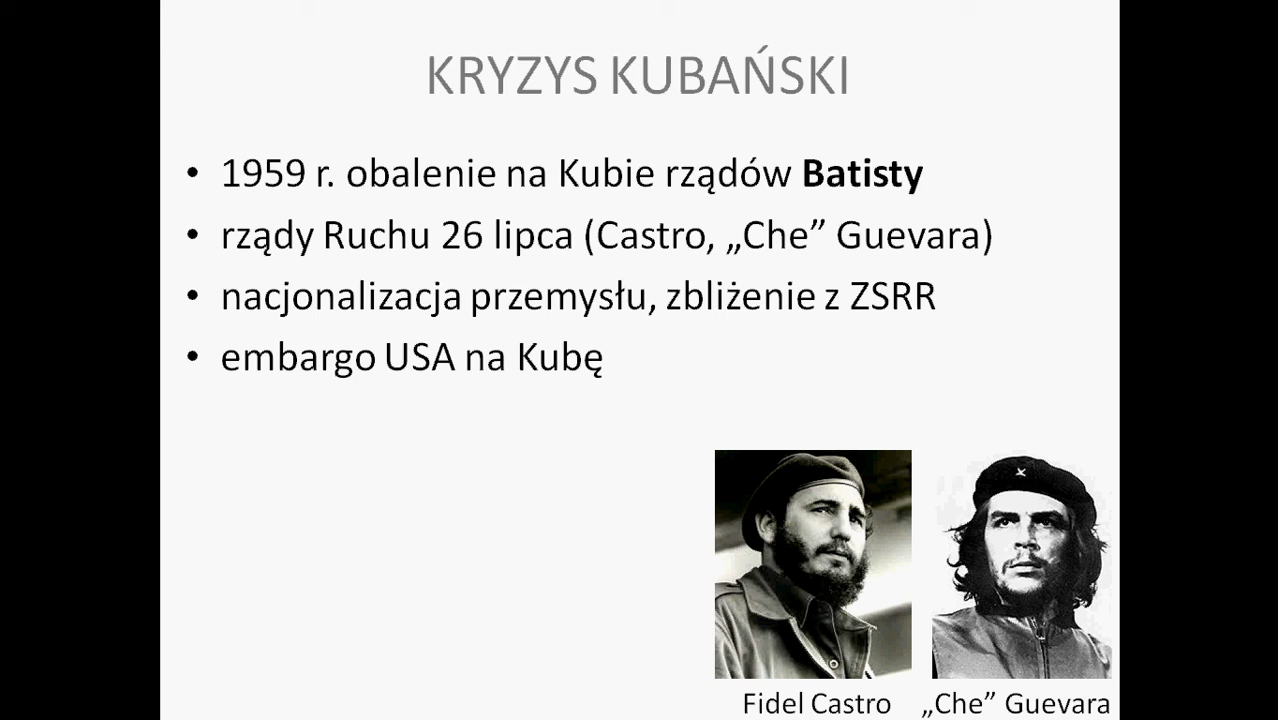 KRYZYS KUBAŃSKI
• 1959 r. obalenie na Kubie rządów Batisty
• rządy Ruchu 26 lipca (Castro, „Che” Guevara)
• nacjonalizacja przemysłu, zbliżenie z ZSRR
• embargo USA na Kubę
Fidel Castro „Che” Guevara